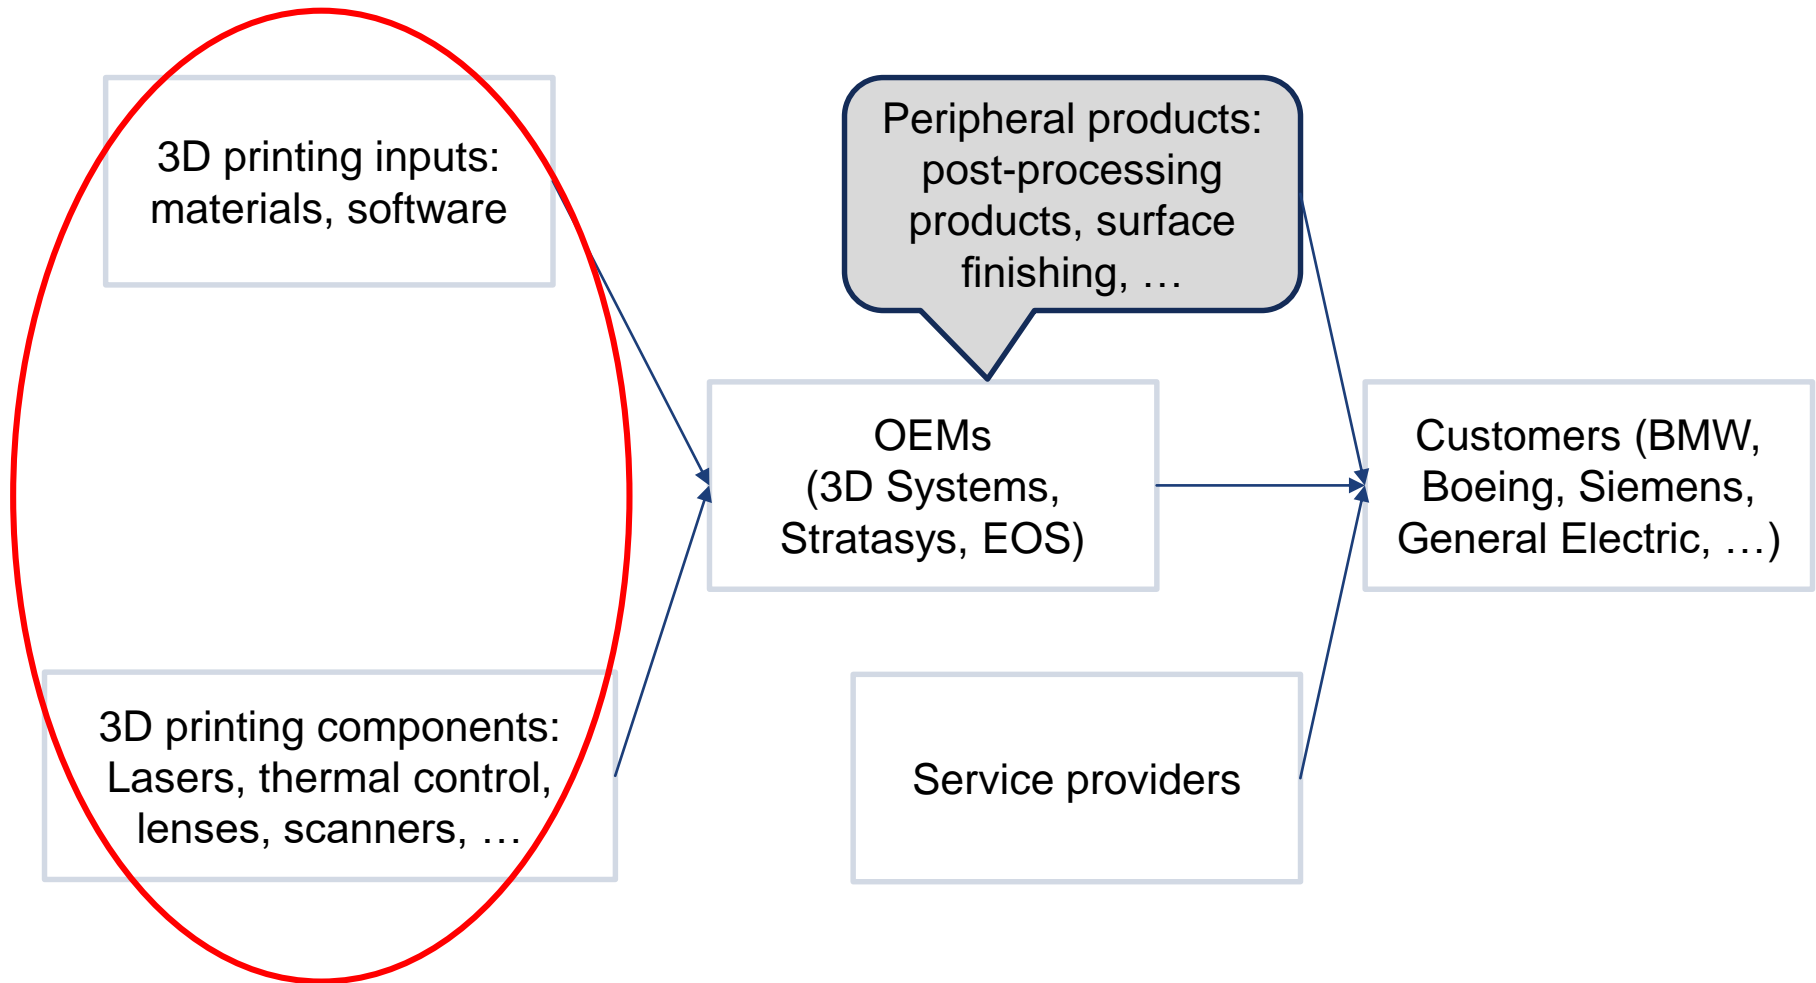 3D printing inputs:
materials, software
Peripheral products:
post-processing
products, surface
finishing, …
OEMs
(3D Systems,
Stratasys, EOS)
Customers (BMW,
Boeing, Siemens,
General Electric, …)
3D printing components:
Lasers, thermal control,
lenses, scanners, …
Service providers